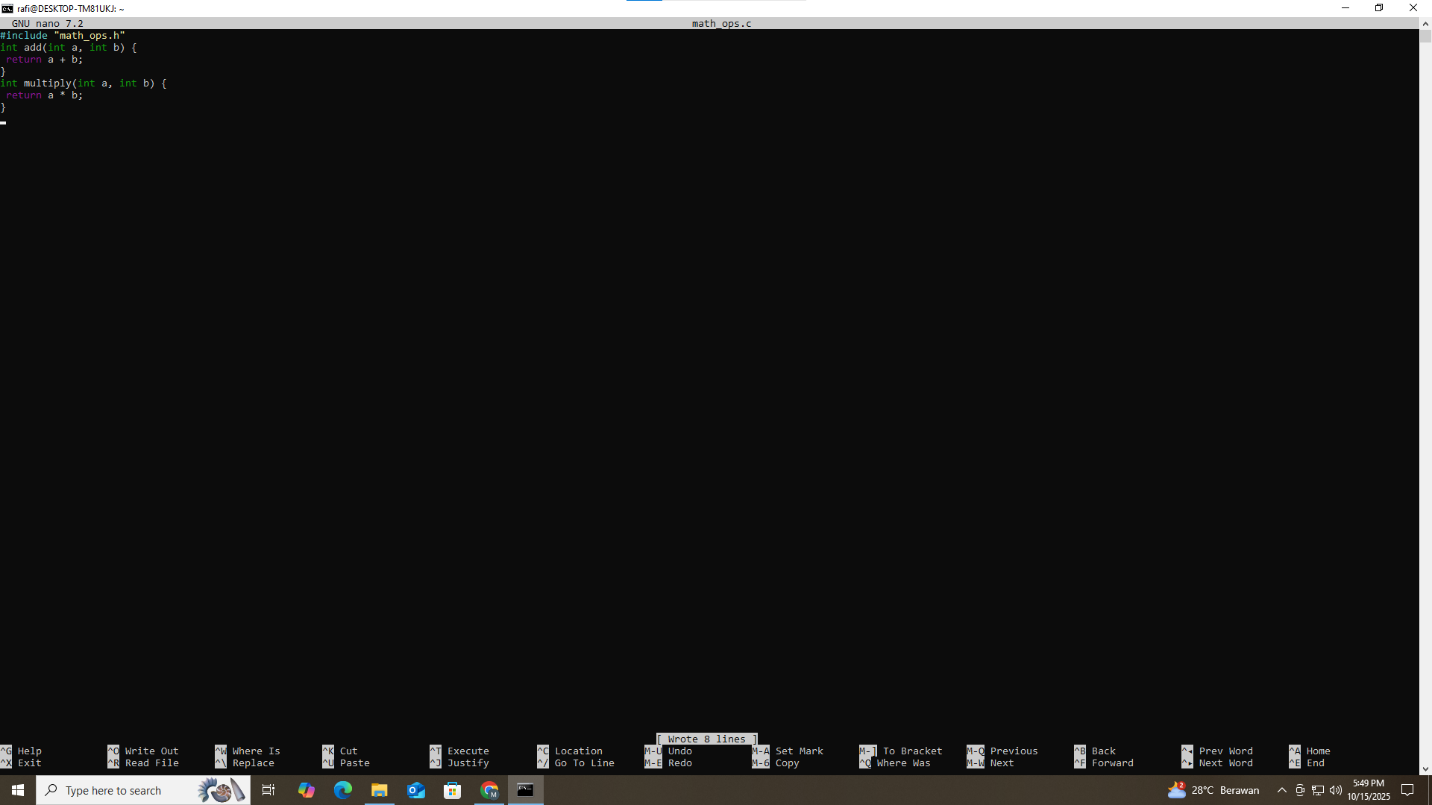 rafi@DESKTOP-TM81UKJ: ~
GNU nano 7.2 math_ops.c
#include "math_ops.h"
int add(int a, int b) {
 return a + b;
}
int multiply(int a, int b) {
 return a * b;
}
[ Wrote 8 lines ]
^G Help ^O Write Out ^W Where Is ^K Cut ^T Execute ^C Location M-U Undo M-A Set Mark M-] To Bracket M-Q Previous ^B Back ^◂ Prev Word ^A Home
^X Exit ^R Read File ^\ Replace ^U Paste ^J Justify ^/ Go To Line M-E Redo M-6 Copy ^Q Where Was M-W Next ^F Forward ^▸ Next Word ^E End
Type here to search
2
M
28°C Berawan
5:49 PM
10/15/2025